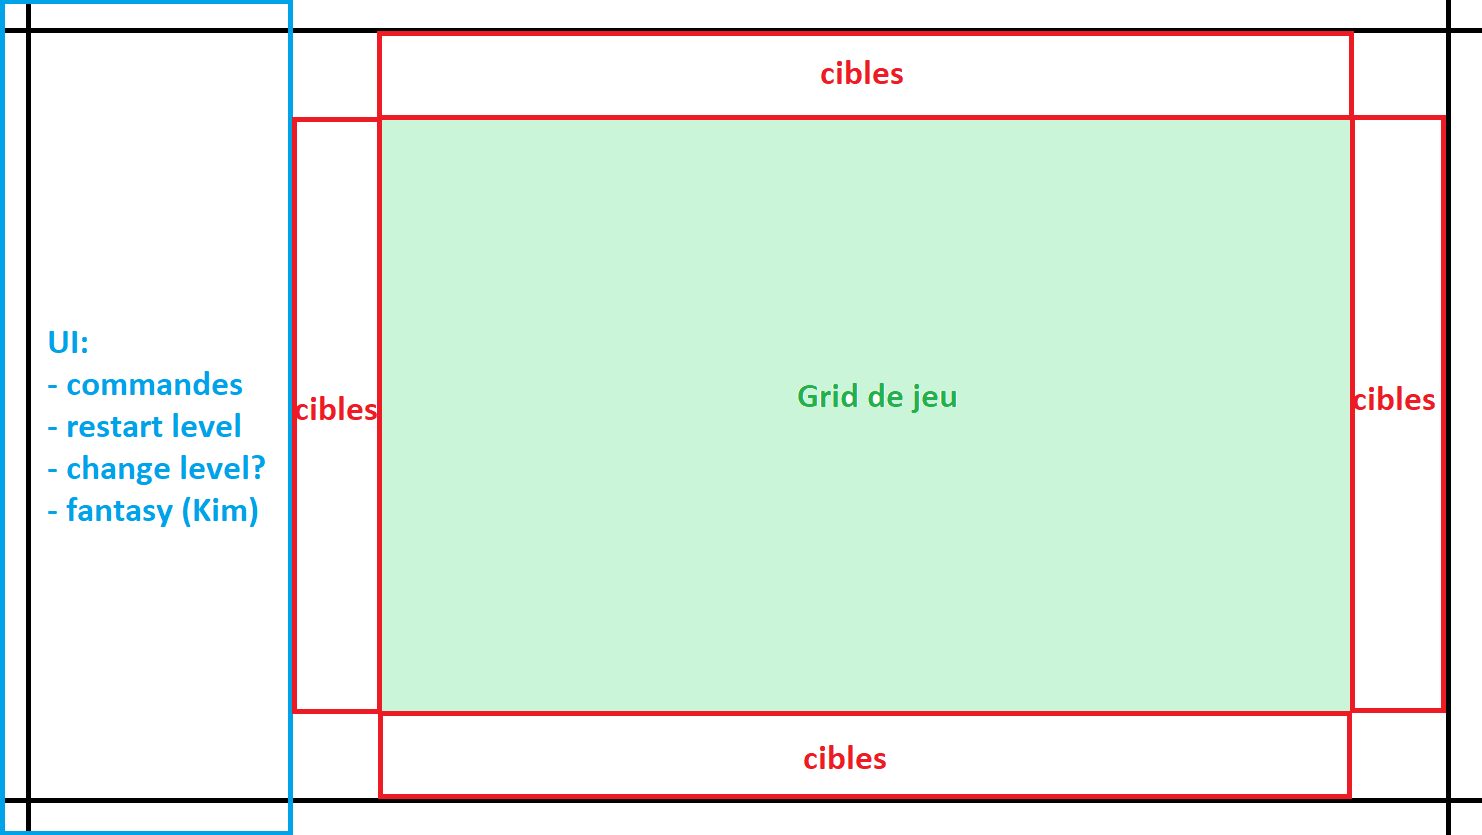 cibles
UI:
- commandes
- restart level
- change level?
- fantasy (Kim)
cibles
Grid de jeu
cibles
cibles